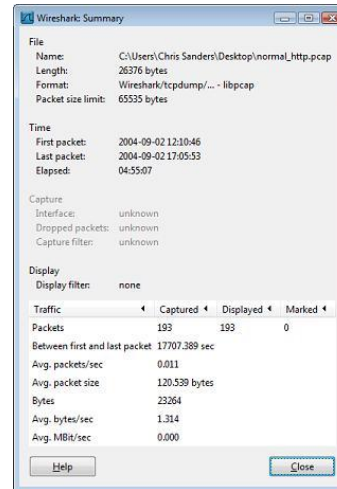 Wireshark: Summary
File
Name: C:\Users\Chris Sanders\Desktop\normal_http.pcap
Length: 26376 bytes
Format: Wireshark/tcpdump/... - libpcap
Packet size limit: 65535 bytes
Time
First packet: 2004-09-02 12:10:46
Last packet: 2004-09-02 17:05:53
Elapsed: 04:55:07
Capture
Interface: unknown
Dropped packets: unknown
Capture filter: unknown
Display
Display filter: none
Traffic Captured Displayed Marked
Packets 193 193 0
Between first and last packet 17707.389 sec
Avg. packets/sec 0.011
Avg. packet size 120.539 bytes
Bytes 23264
Avg. bytes/sec 1.314
Avg. MBit/sec 0.000
Help Close